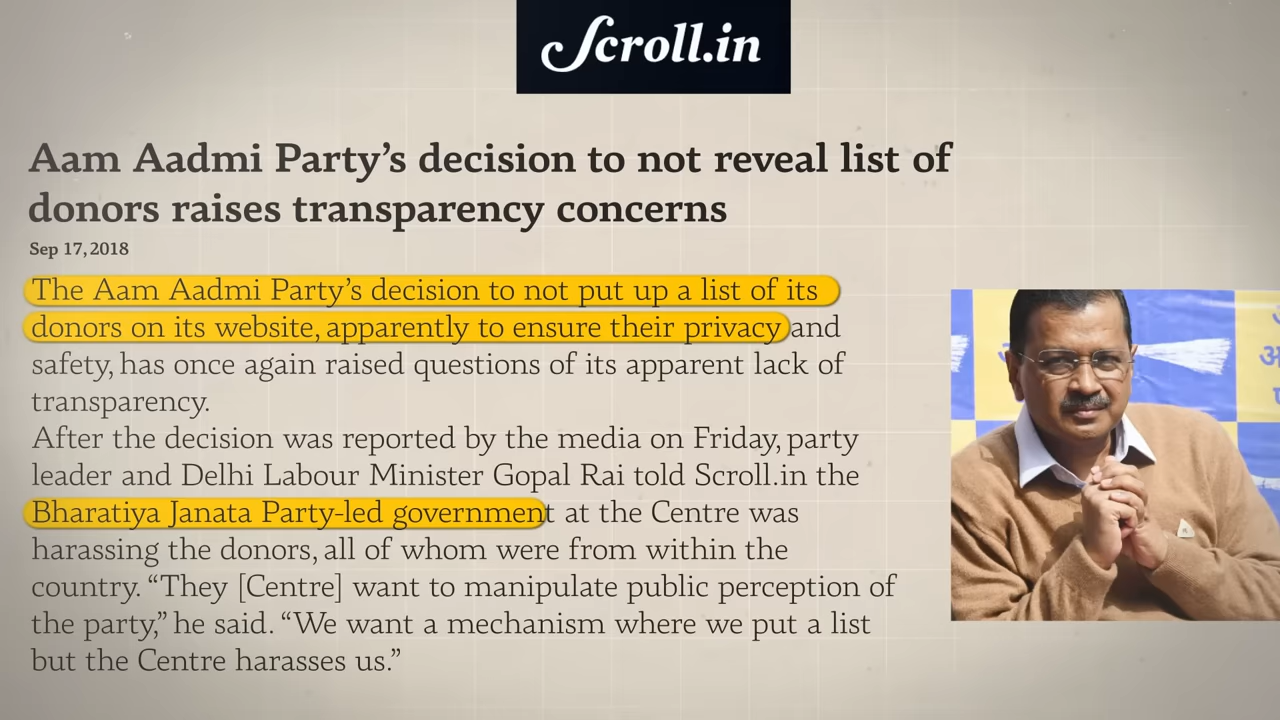 Scroll.in
Aam Aadmi Party’s decision to not reveal list of
donors raises transparency concerns
Sep 17, 2018
The Aam Aadmi Party’s decision to not put up a list of its
donors on its website, apparently to ensure their privacy and
safety, has once again raised questions of its apparent lack of
transparency.
After the decision was reported by the media on Friday, party
leader and Delhi Labour Minister Gopal Rai told Scroll.in the
Bharatiya Janata Party-led government at the Centre was
harassing the donors, all of whom were from within the
country. “They [Centre] want to manipulate public perception of
the party,” he said. “We want a mechanism where we put a list
but the Centre harasses us.”